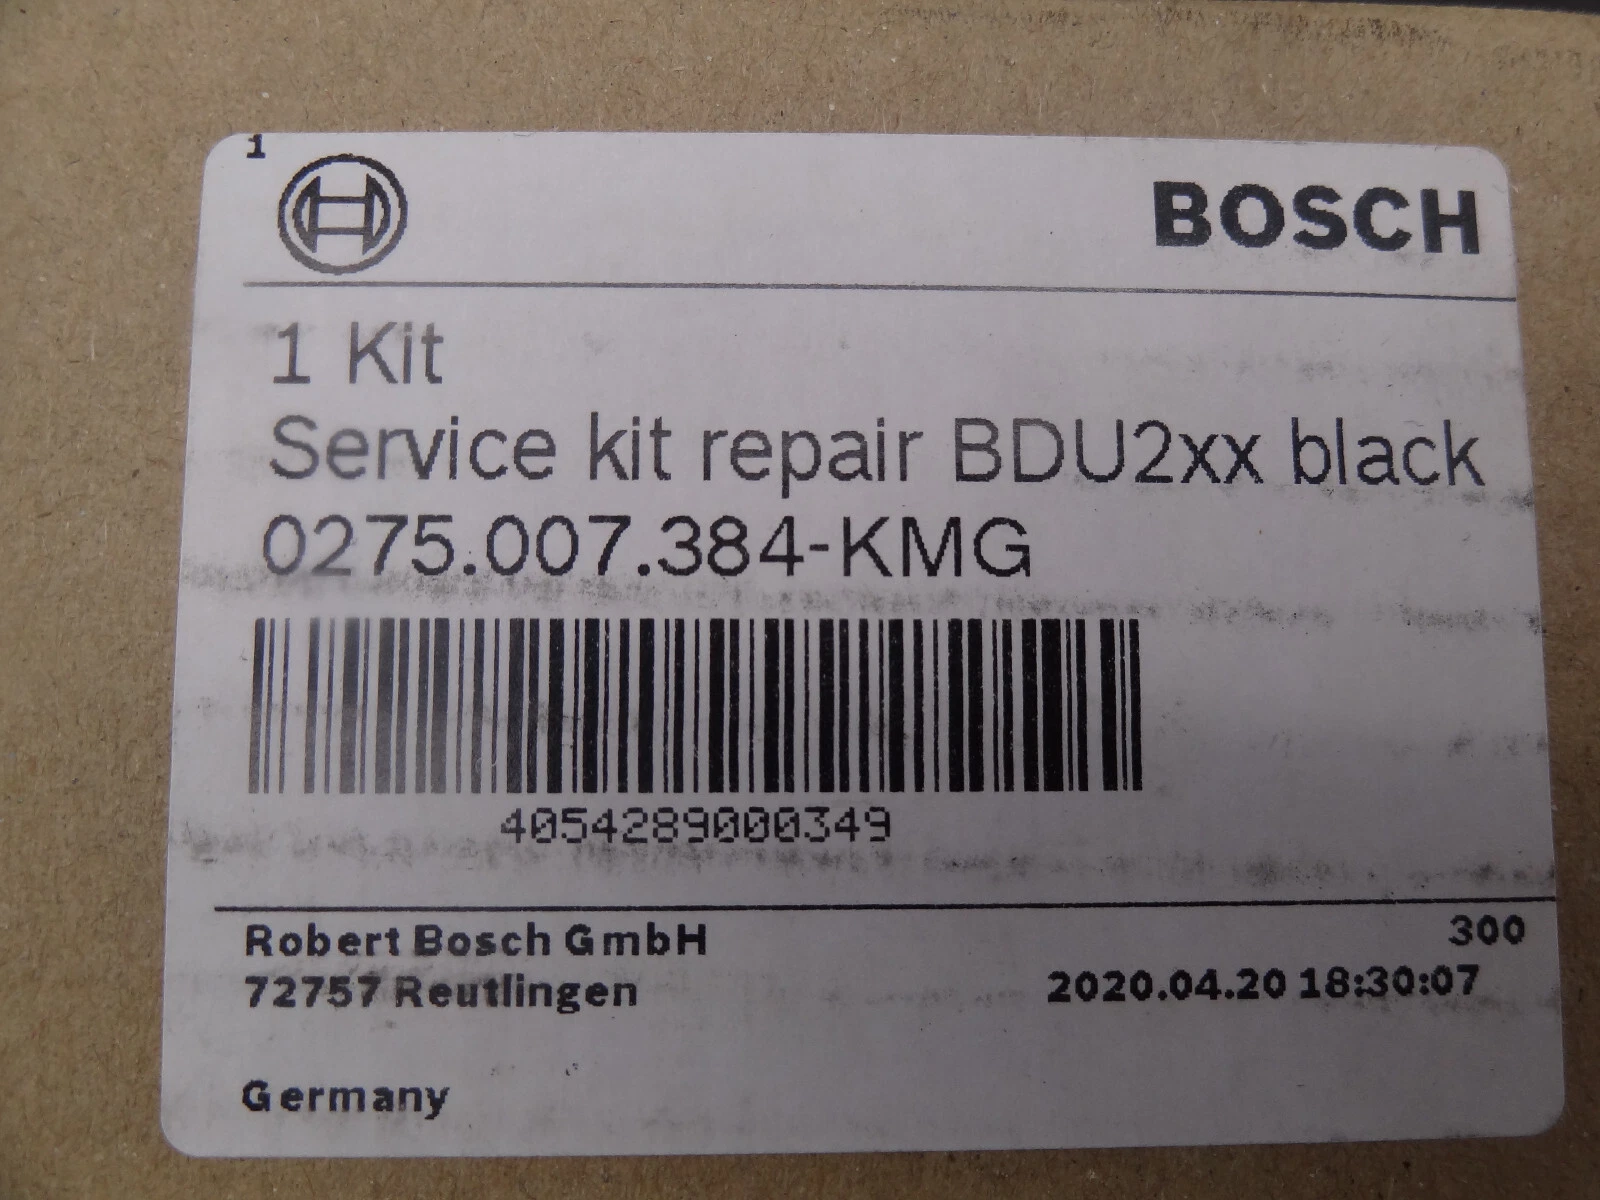 1
BOSCH
1 Kit
Service kit repair BDU2xx black
0275.007.384-KMG
4054289000349
Robert Bosch GmbH
300
72757 Reutlingen
2020.04.20 18:30:07
Germany